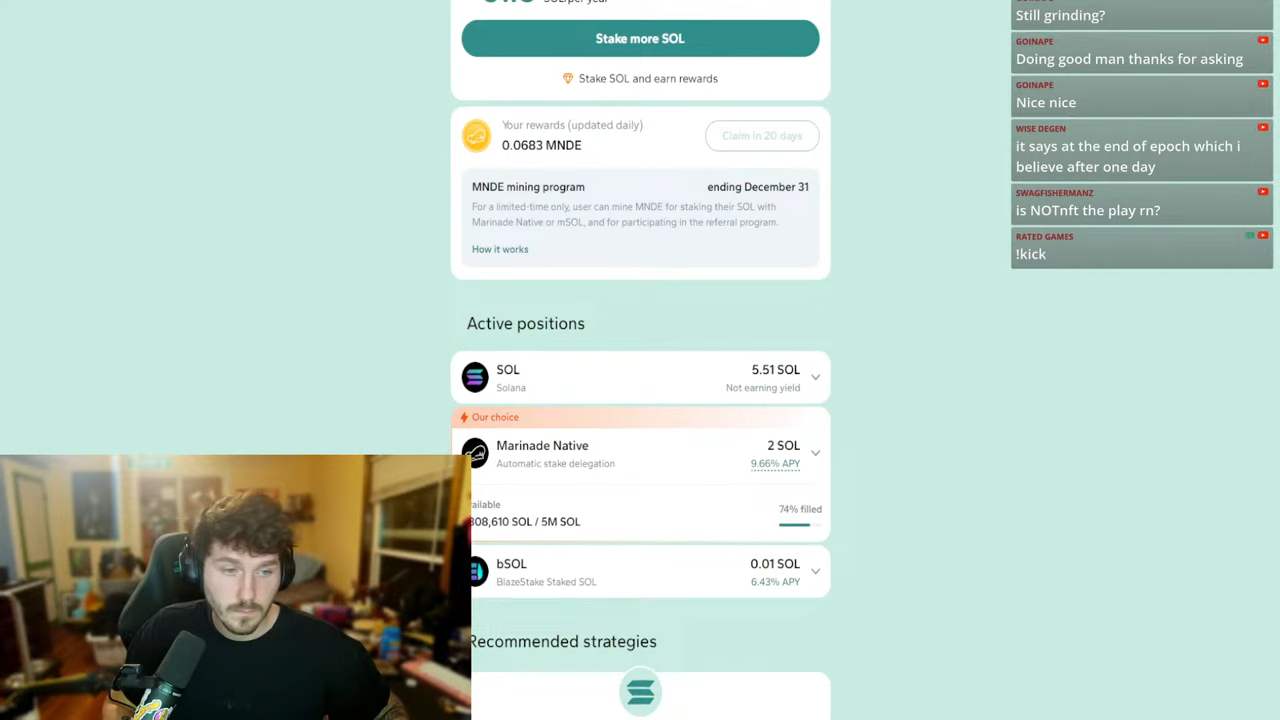 Stake more SOL
Stake SOL and earn rewards
Your rewards (updated daily)
0.0683 MNDE
Claim in 20 days
MNDE mining program
ending December 31
For a limited-time only, user can mine MNDE for staking their SOL with
Marinade Native or mSOL, and for participating in the referral program.
How it works
Active positions
SOL
Solana
5.51 SOL
Not earning yield
Our choice
Marinade Native
Automatic stake delegation
2 SOL
9.66% APY
808,610 SOL / 5M SOL
74% filled
bSOL
BlazeStake Staked SOL
0.01 SOL
6.43% APY
Recommended strategies
Still grinding?
GOINAPE
Doing good man thanks for asking
GOINAPE
Nice nice
WISE DEGEN
it says at the end of epoch which i
believe after one day
SWAGFISHERMANZ
is NOTnft the play rn?
RATED GAMES
!kick